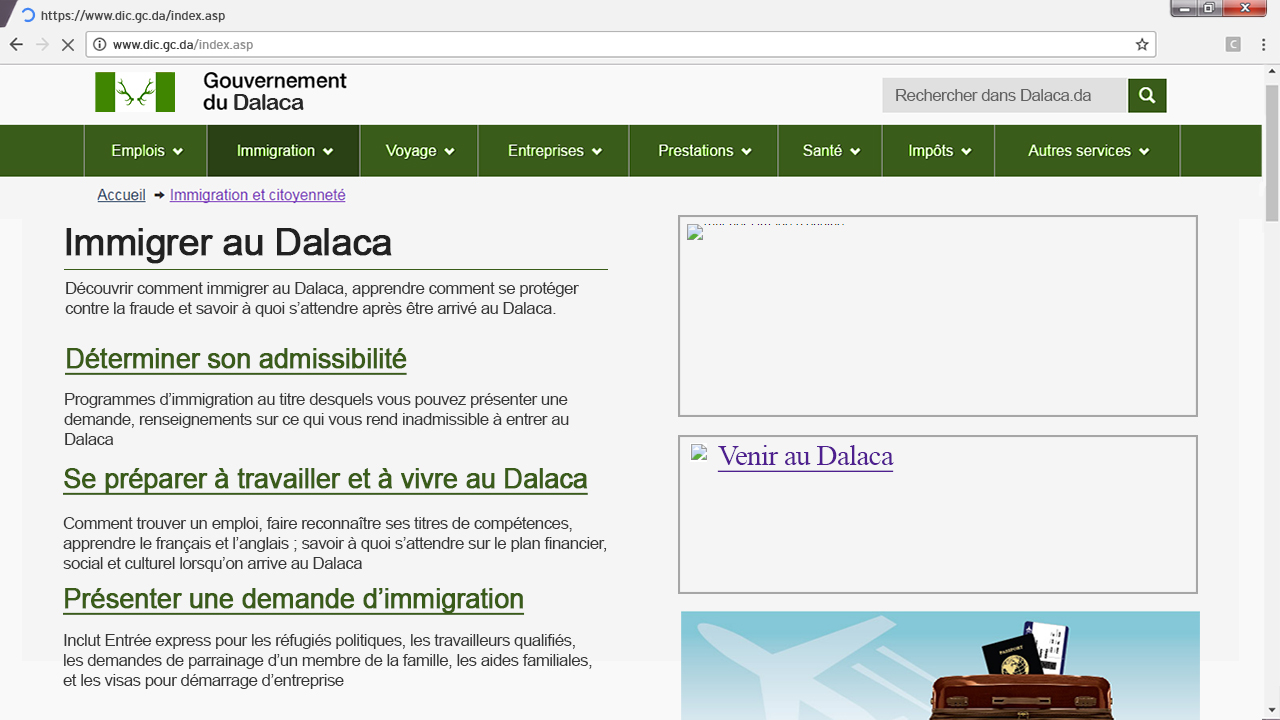 https://www.dic.gc.da/index.asp
www.dic.gc.da/index.asp
C
Gouvernement
du Dalaca
Rechercher dans Dalaca.da
Emplois
Immigration
Voyage
Entreprises
Prestations
Santé
Impôts
Autres services
Accueil
Immigration et citoyenneté
Immigrer au Dalaca
Découvrir comment immigrer au Dalaca, apprendre comment se protéger
contre la fraude et savoir à quoi s’attendre après être arrivé au Dalaca.
Déterminer son admissibilité
Programmes d’immigration au titre desquels vous pouvez présenter une
demande, renseignements sur ce qui vous rend inadmissible à entrer au
Dalaca
Se préparer à travailler et à vivre au Dalaca
Comment trouver un emploi, faire reconnaître ses titres de compétences,
apprendre le français et l’anglais ; savoir à quoi s’attendre sur le plan financier,
social et culturel lorsqu’on arrive au Dalaca
Présenter une demande d’immigration
Inclut Entrée express pour les réfugiés politiques, les travailleurs qualifiés,
les demandes de parrainage d’un membre de la famille, les aides familiales,
et les visas pour démarrage d’entreprise
Venir au Dalaca
PASSPORT